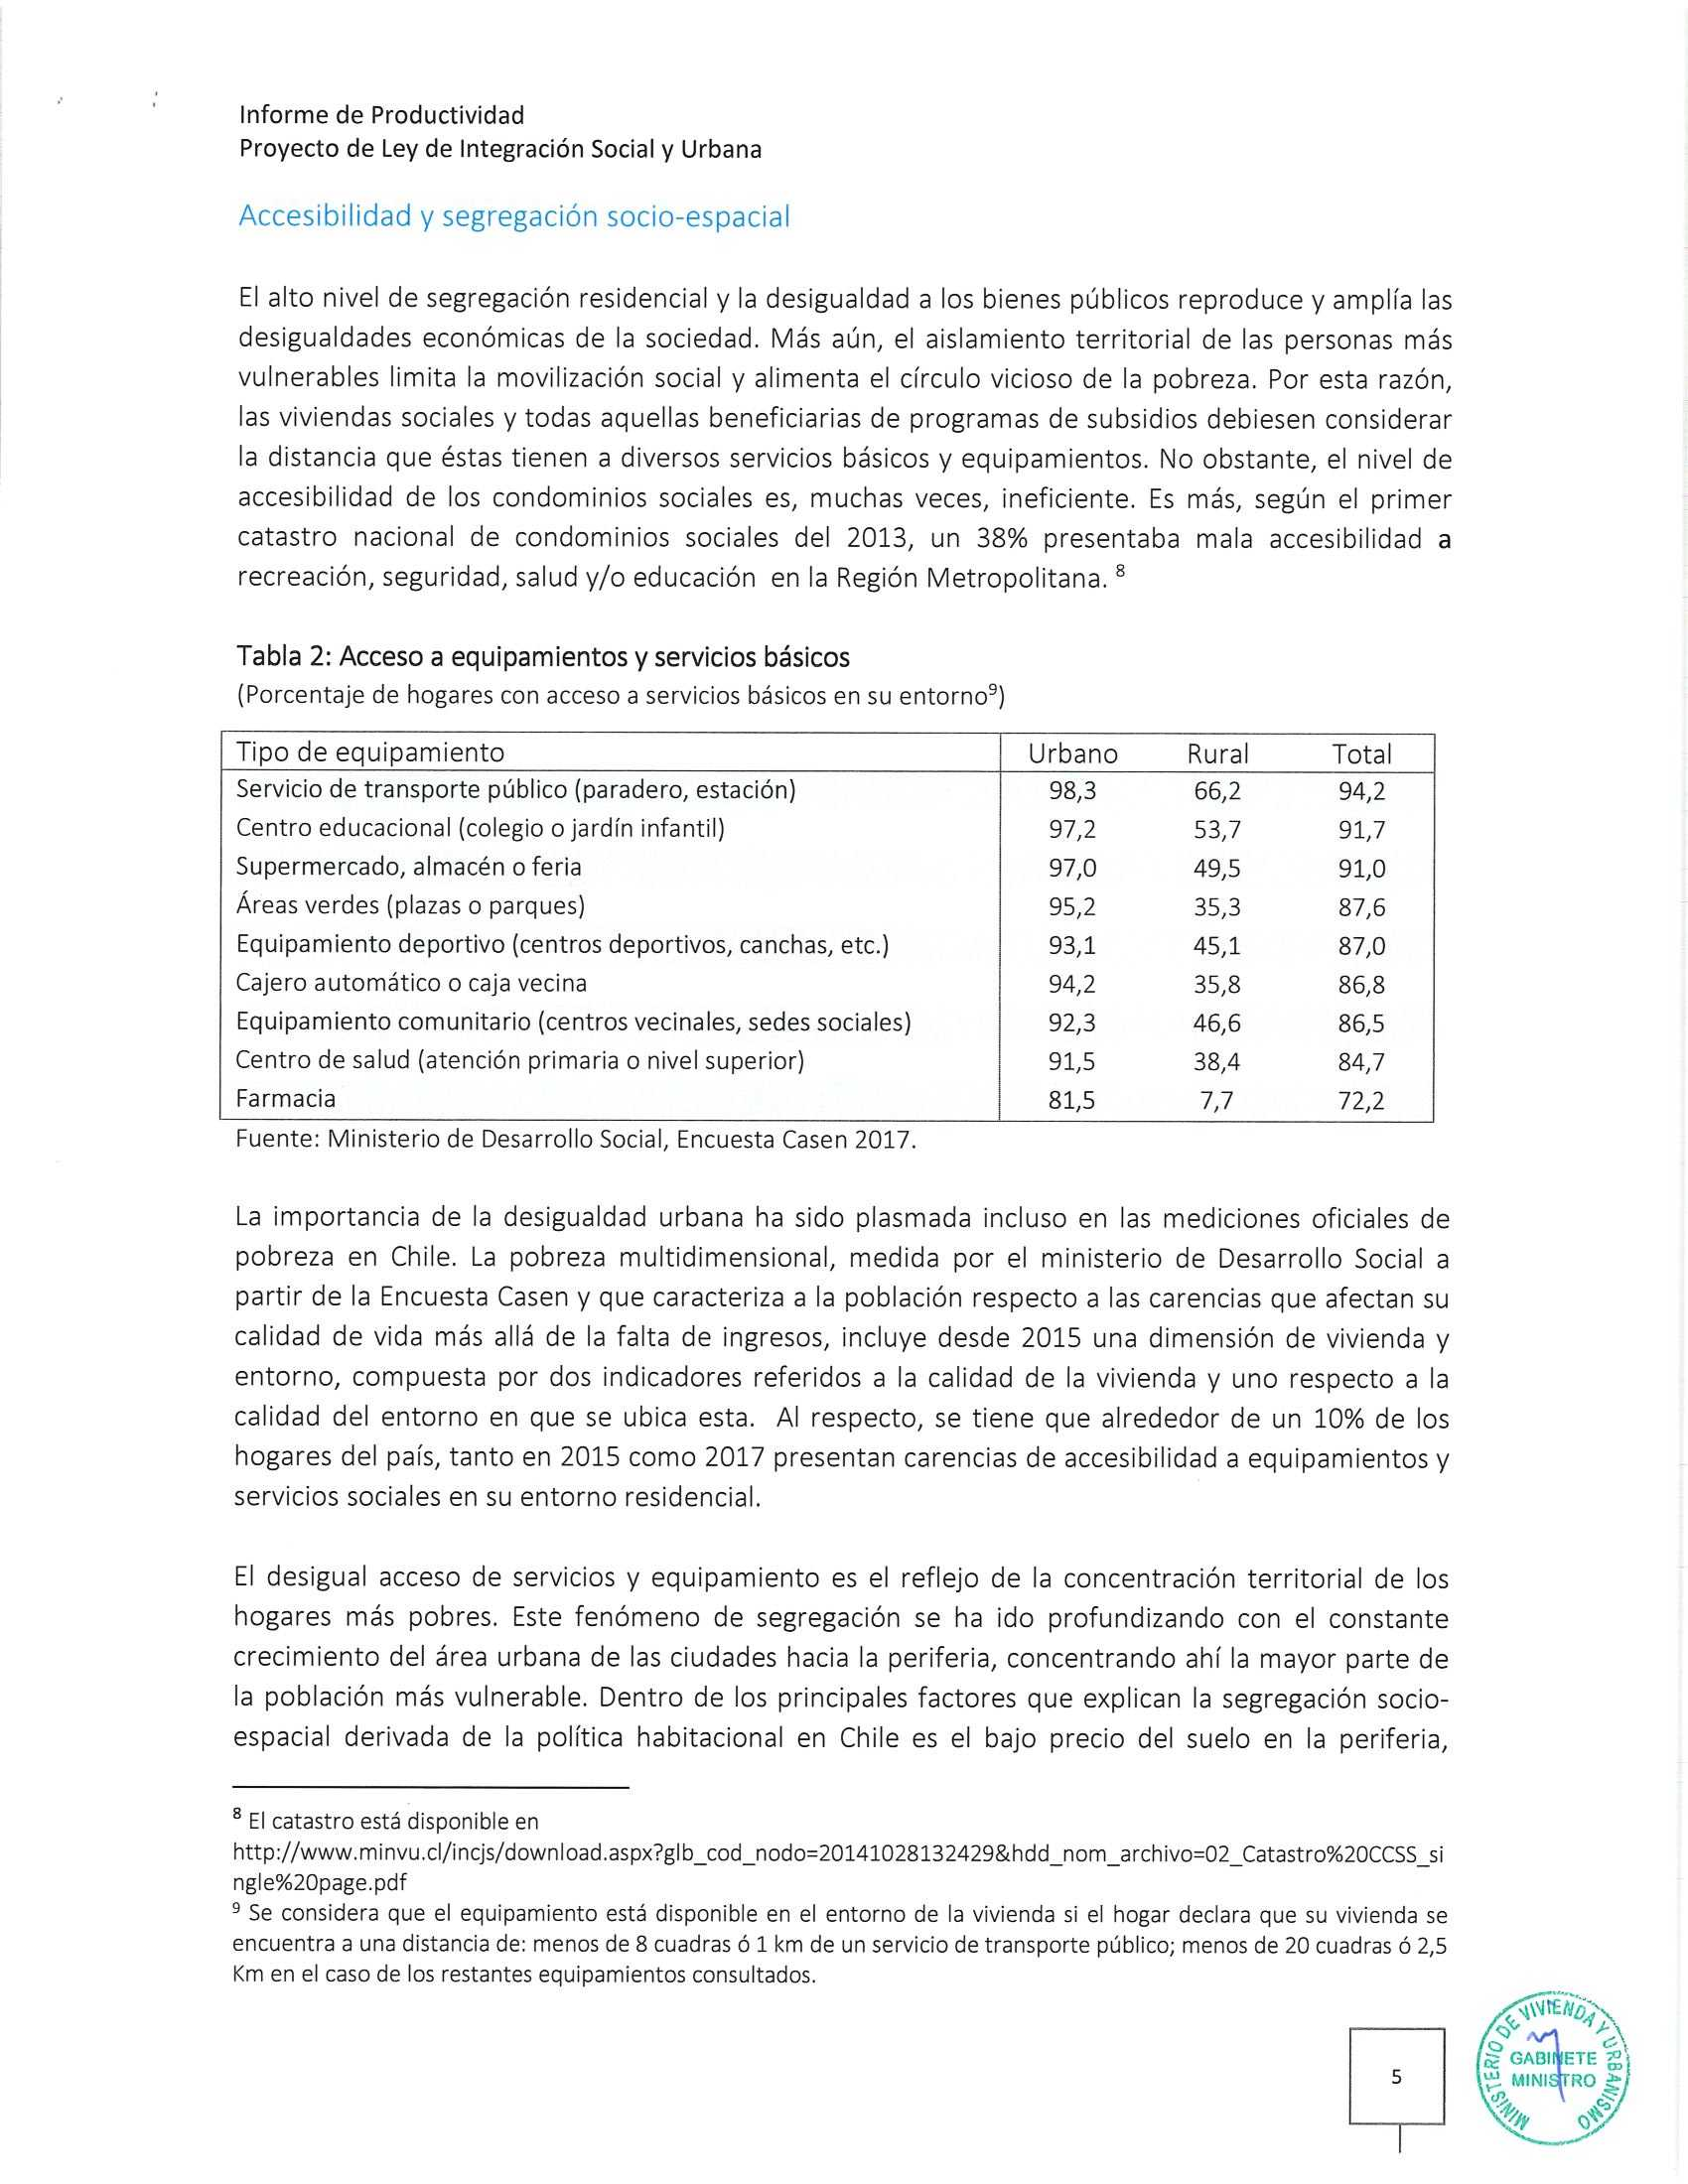 Informe de Productividad
Proyecto de Ley de Integración Social y Urbana
Accesibilidad y segregación socio-espacial
El alto nivel de segregación residencial y la desigualdad a los bienes públicos reproduce y amplía las
desigualdades económicas de la sociedad. Más aún, el aislamiento territorial de las personas más
vulnerables limita la movilización social y alimenta el círculo vicioso de la pobreza. Por esta razón,
las viviendas sociales y todas aquellas beneficiarias de programas de subsidios debiesen considerar
la distancia que éstas tienen a diversos servicios básicos y equipamientos. No obstante, el nivel de
accesibilidad de los condominios sociales es, muchas veces, ineficiente. Es más, según el primer
catastro nacional de condominios sociales del 2013, un 38% presentaba mala accesibilidad a
recreación, seguridad, salud y/o educación en la Región Metropolitana. ⁸
Tabla 2: Acceso a equipamientos y servicios básicos
(Porcentaje de hogares con acceso a servicios básicos en su entorno⁹)
Tipo de equipamiento Urbano Rural Total
Servicio de transporte público (paradero, estación) 98,3 66,2 94,2
Centro educacional (colegio o jardín infantil) 97,2 53,7 91,7
Supermercado, almacén o feria 97,0 49,5 91,0
Áreas verdes (plazas o parques) 95,2 35,3 87,6
Equipamiento deportivo (centros deportivos, canchas, etc.) 93,1 45,1 87,0
Cajero automático o caja vecina 94,2 35,8 86,8
Equipamiento comunitario (centros vecinales, sedes sociales) 92,3 46,6 86,5
Centro de salud (atención primaria o nivel superior) 91,5 38,4 84,7
Farmacia 81,5 7,7 72,2
Fuente: Ministerio de Desarrollo Social, Encuesta Casen 2017.
La importancia de la desigualdad urbana ha sido plasmada incluso en las mediciones oficiales de
pobreza en Chile. La pobreza multidimensional, medida por el ministerio de Desarrollo Social a
partir de la Encuesta Casen y que caracteriza a la población respecto a las carencias que afectan su
calidad de vida más allá de la falta de ingresos, incluye desde 2015 una dimensión de vivienda y
entorno, compuesta por dos indicadores referidos a la calidad de la vivienda y uno respecto a la
calidad del entorno en que se ubica esta. Al respecto, se tiene que alrededor de un 10% de los
hogares del país, tanto en 2015 como 2017 presentan carencias de accesibilidad a equipamientos y
servicios sociales en su entorno residencial.
El desigual acceso de servicios y equipamiento es el reflejo de la concentración territorial de los
hogares más pobres. Este fenómeno de segregación se ha ido profundizando con el constante
crecimiento del área urbana de las ciudades hacia la periferia, concentrando ahí la mayor parte de
la población más vulnerable. Dentro de los principales factores que explican la segregación socio-
espacial derivada de la política habitacional en Chile es el bajo precio del suelo en la periferia,
⁸ El catastro está disponible en
http://www.minvu.cl/incjs/download.aspx?glb_cod_nodo=20141028132429&hdd_nom_archivo=02_Catastro%20CCSS_si
ngle%20page.pdf
⁹ Se considera que el equipamiento está disponible en el entorno de la vivienda si el hogar declara que su vivienda se
encuentra a una distancia de: menos de 8 cuadras ó 1 km de un servicio de transporte público; menos de 20 cuadras ó 2,5
Km en el caso de los restantes equipamientos consultados.
5
MINISTERIO DE VIVIENDA Y URBANISMO
GABINETE
MINISTRO